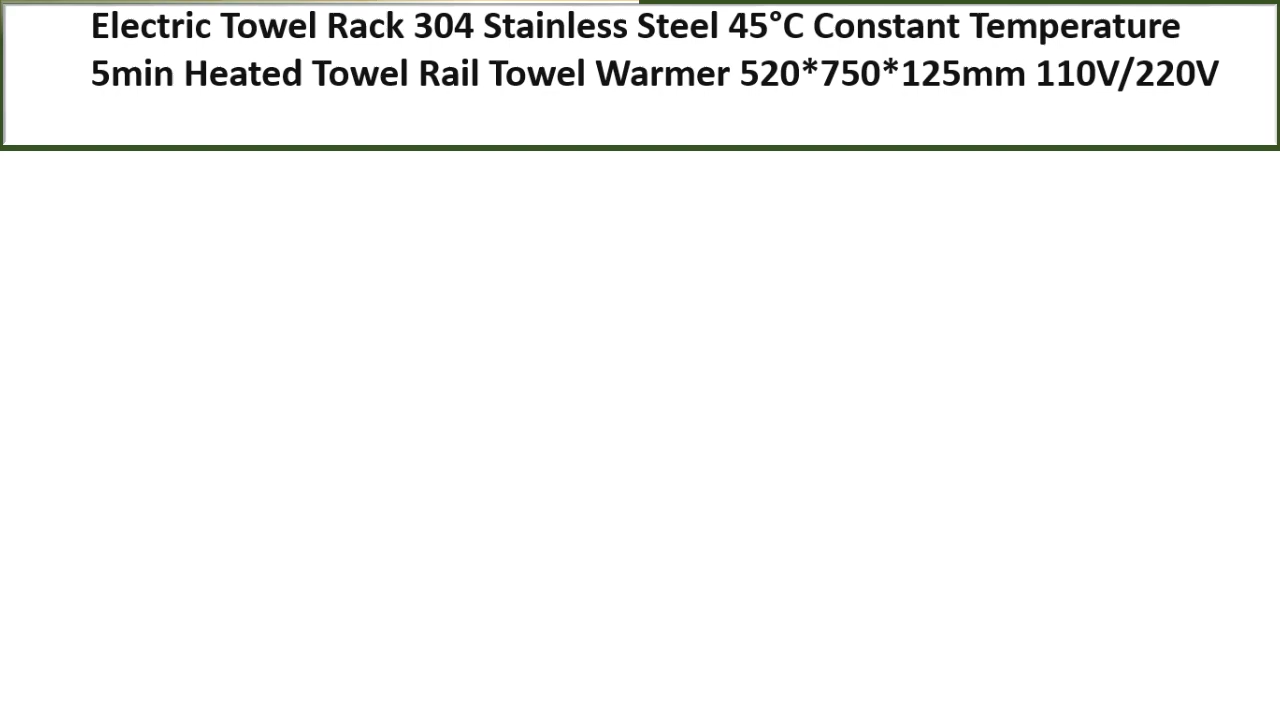 Electric Towel Rack 304 Stainless Steel 45°C Constant Temperature
5min Heated Towel Rail Towel Warmer 520*750*125mm 110V/220V